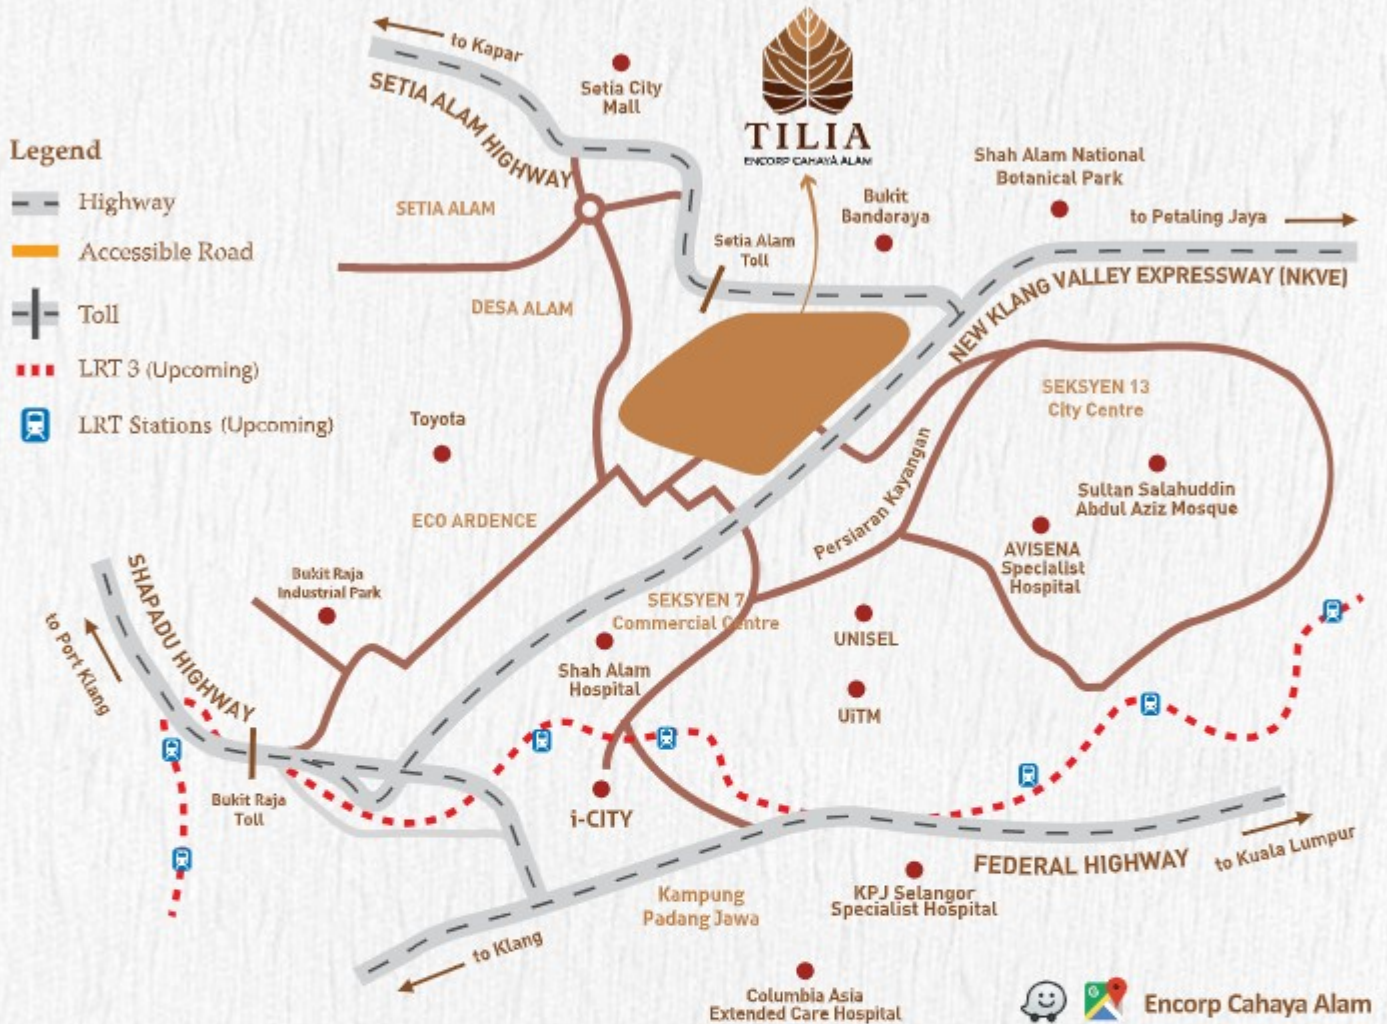 to Kapar
SETIA ALAM HIGHWAY
Setia City
Mall
TILIA
ENCORP CAHAYA ALAM
Shah Alam National
Botanical Park
Bukit
Bandaraya
to Petaling Jaya
Legend
Highway
Accessible Road
Toll
LRT 3 (Upcoming)
LRT Stations (Upcoming)
SETIA ALAM
Setia Alam
Toll
NEW KLANG VALLEY EXPRESSWAY (NKVE)
DESA ALAM
SEKSYEN 13
City Centre
Toyota
Persiaran Kayangan
Sultan Salahuddin
Abdul Aziz Mosque
ECO ARDENCE
AVISENA
Specialist
Hospital
SHAPADU HIGHWAY
to Port Klang
Bukit Raja
Industrial Park
SEKSYEN 7
Commercial Centre
UNISEL
Shah Alam
Hospital
UiTM
Bukit Raja
Toll
i-CITY
FEDERAL HIGHWAY
to Kuala Lumpur
Kampung
Padang Jawa
KPJ Selangor
Specialist Hospital
to Klang
Columbia Asia
Extended Care Hospital
G
Encorp Cahaya Alam